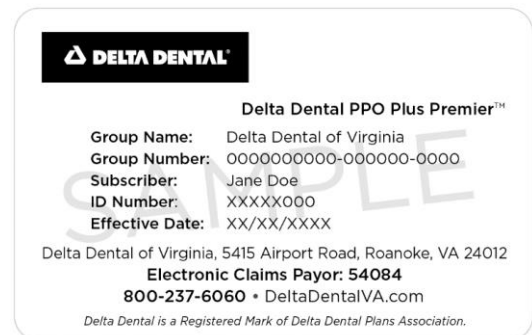 DELTA DENTAL®
Delta Dental PPO Plus Premier™
Group Name: Delta Dental of Virginia
Group Number: 0000000000-000000-0000
Subscriber: Jane Doe
ID Number: XXXXX000
Effective Date: XX/XX/XXXX
SAMPLE
Delta Dental of Virginia, 5415 Airport Road, Roanoke, VA 24012
Electronic Claims Payor: 54084
800-237-6060 • DeltaDentalVA.com
Delta Dental is a Registered Mark of Delta Dental Plans Association.